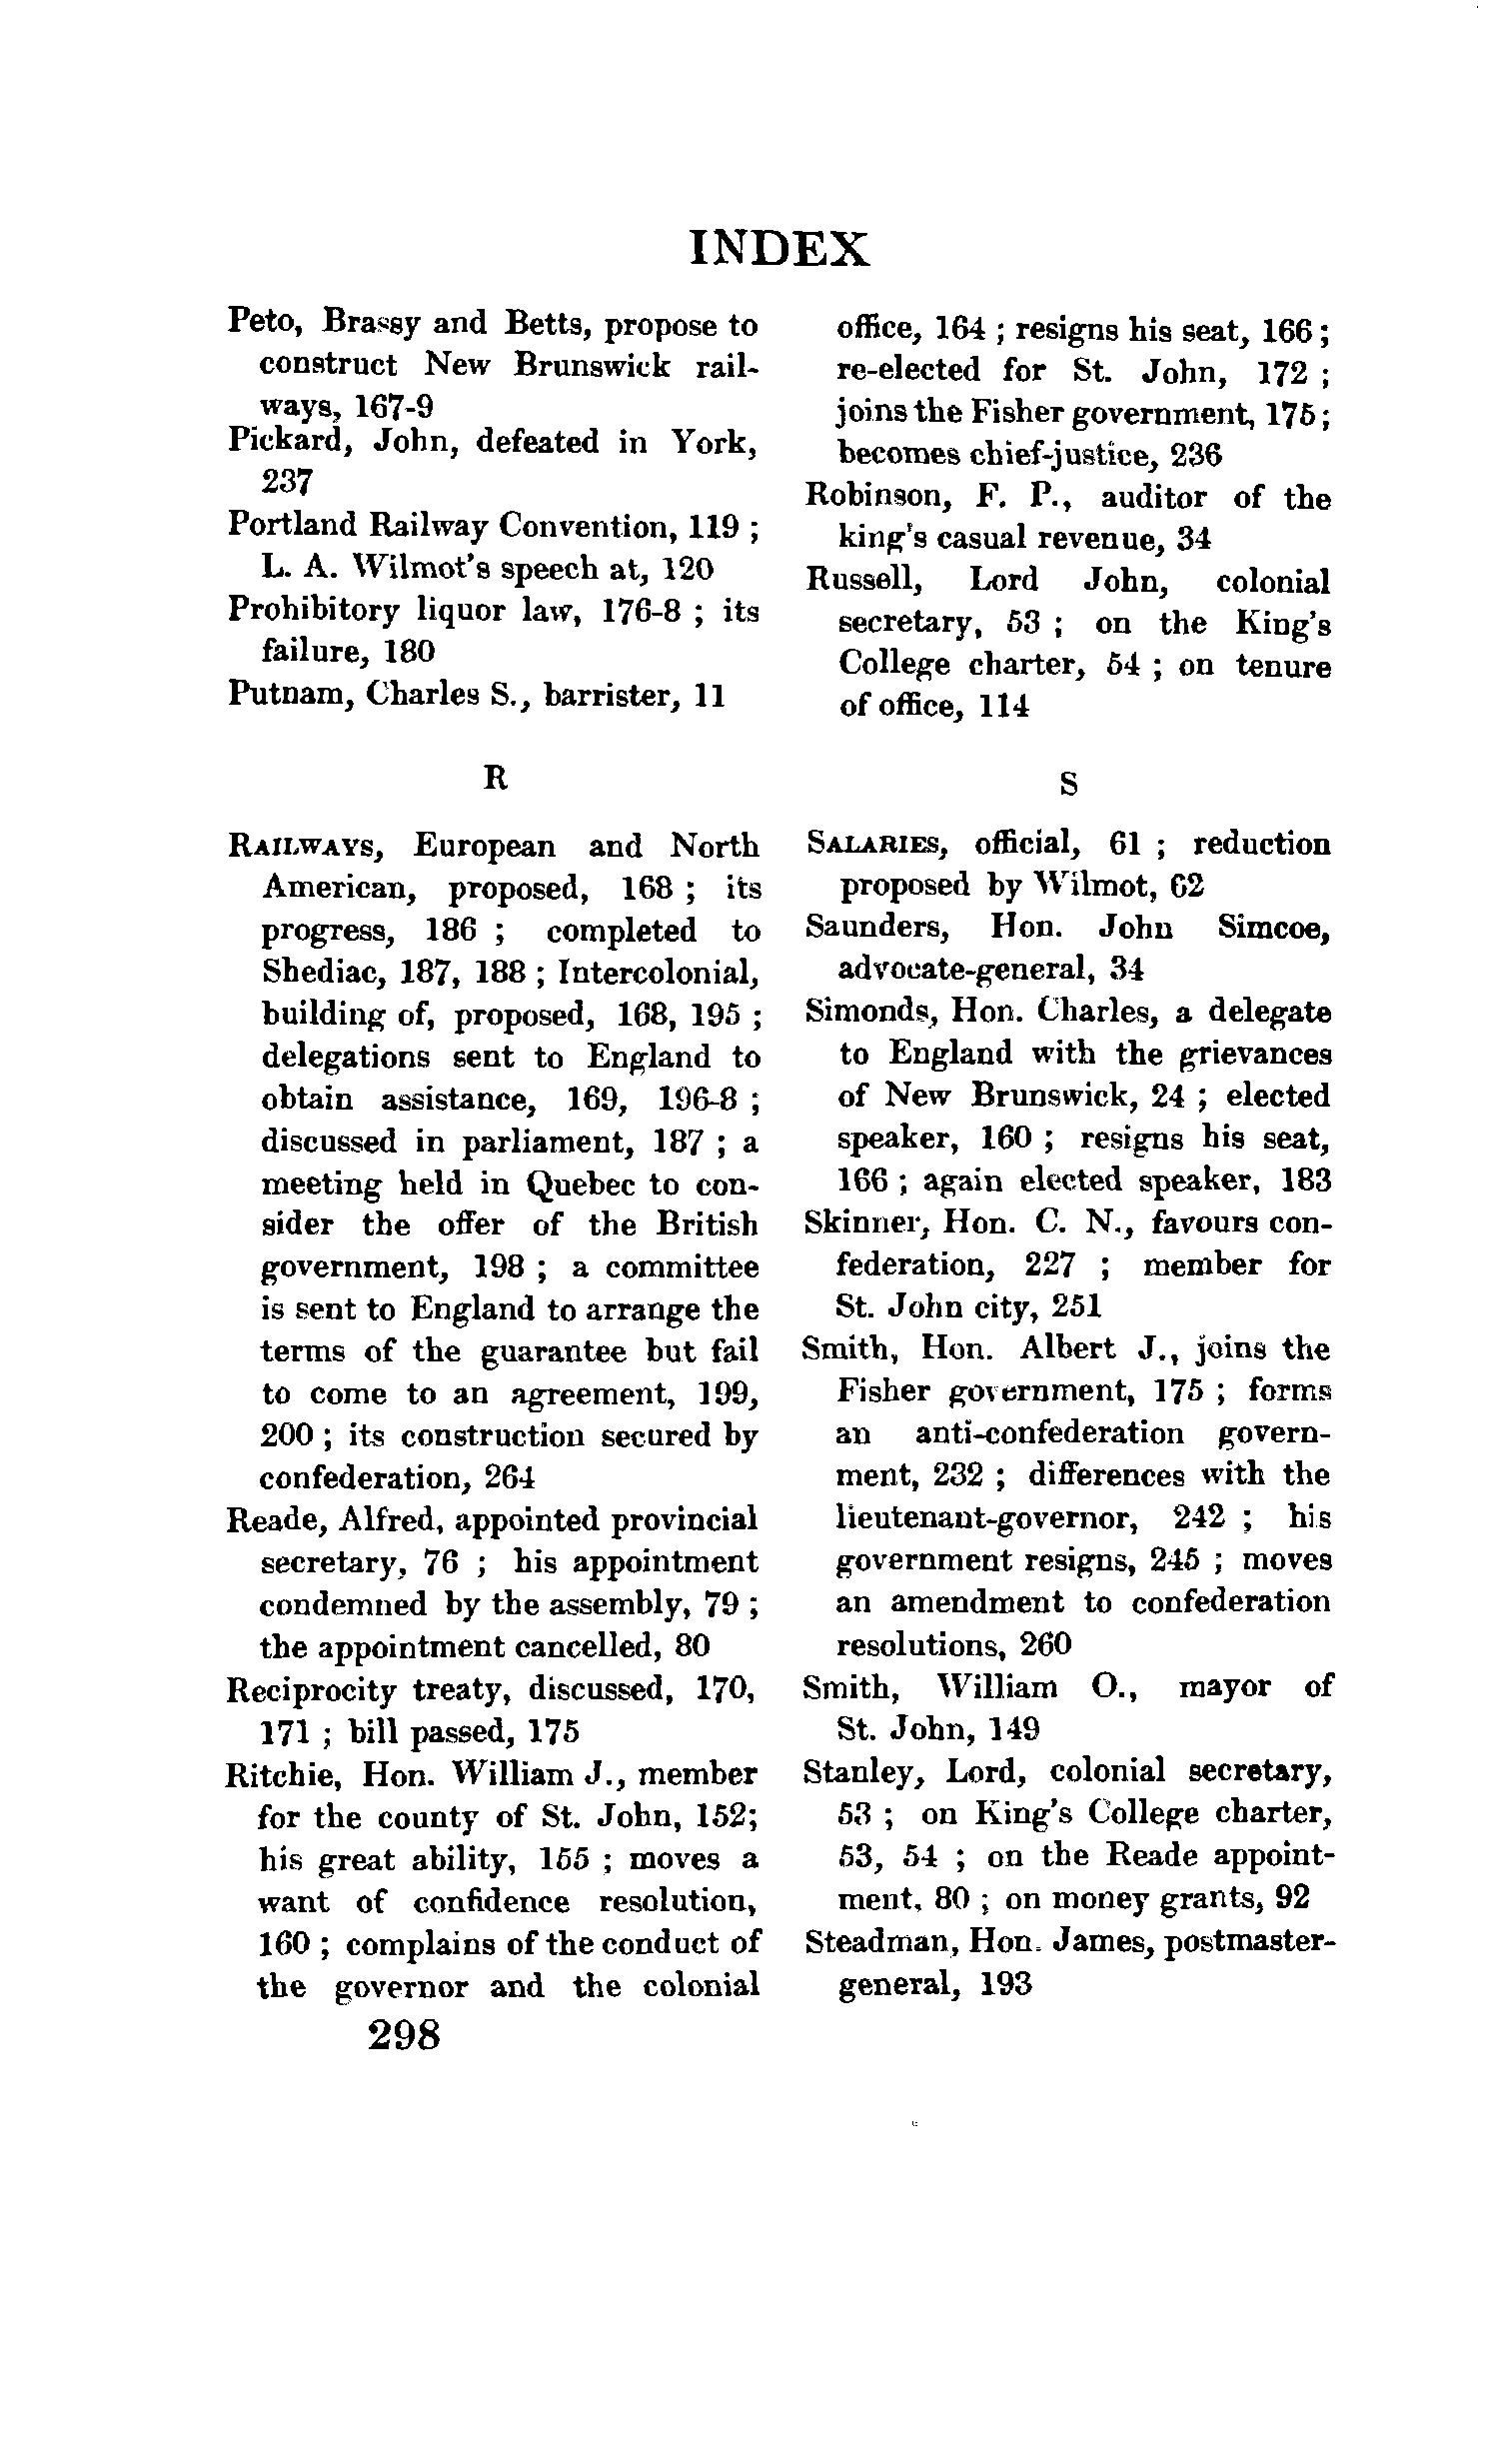 INDEX
Peto, Brassy and Betts, propose to
construct New Brunswick rail-
ways, 167-9
Pickard, John, defeated in York,
237
Portland Railway Convention, 119 ;
L. A. Wilmot's speech at, 120
Prohibitory liquor law, 176-8 ; its
failure, 180
Putnam, Charles S., barrister, 11
R
RAILWAYS, European and North
American, proposed, 168 ; its
progress, 186 ; completed to
Shediac, 187, 188 ; Intercolonial,
building of, proposed, 168, 195 ;
delegations sent to England to
obtain assistance, 169, 196-8 ;
discussed in parliament, 187 ; a
meeting held in Quebec to con-
sider the offer of the British
government, 198 ; a committee
is sent to England to arrange the
terms of the guarantee but fail
to come to an agreement, 199,
200 ; its construction secured by
confederation, 264
Reade, Alfred, appointed provincial
secretary, 76 ; his appointment
condemned by the assembly, 79 ;
the appointment cancelled, 80
Reciprocity treaty, discussed, 170,
171 ; bill passed, 175
Ritchie, Hon. William J., member
for the county of St. John, 152;
his great ability, 155 ; moves a
want of confidence resolution,
160 ; complains of the conduct of
the governor and the colonial
office, 164 ; resigns his seat, 166 ;
re-elected for St. John, 172 ;
joins the Fisher government, 175 ;
becomes chief-justice, 236
Robinson, F. P., auditor of the
king's casual revenue, 34
Russell, Lord John, colonial
secretary, 53 ; on the King's
College charter, 54 ; on tenure
of office, 114
S
SALARIES, official, 61 ; reduction
proposed by Wilmot, 62
Saunders, Hon. John Simcoe,
advocate-general, 34
Simonds, Hon. Charles, a delegate
to England with the grievances
of New Brunswick, 24 ; elected
speaker, 160 ; resigns his seat,
166 ; again elected speaker, 183
Skinner, Hon. C. N., favours con-
federation, 227 ; member for
St. John city, 251
Smith, Hon. Albert J., joins the
Fisher government, 175 ; forms
an anti-confederation govern-
ment, 232 ; differences with the
lieutenant-governor, 242 ; his
government resigns, 245 ; moves
an amendment to confederation
resolutions, 260
Smith, William O., mayor of
St. John, 149
Stanley, Lord, colonial secretary,
53 ; on King's College charter,
53, 54 ; on the Reade appoint-
ment, 80 ; on money grants, 92
Steadman, Hon. James, postmaster-
general, 193
298